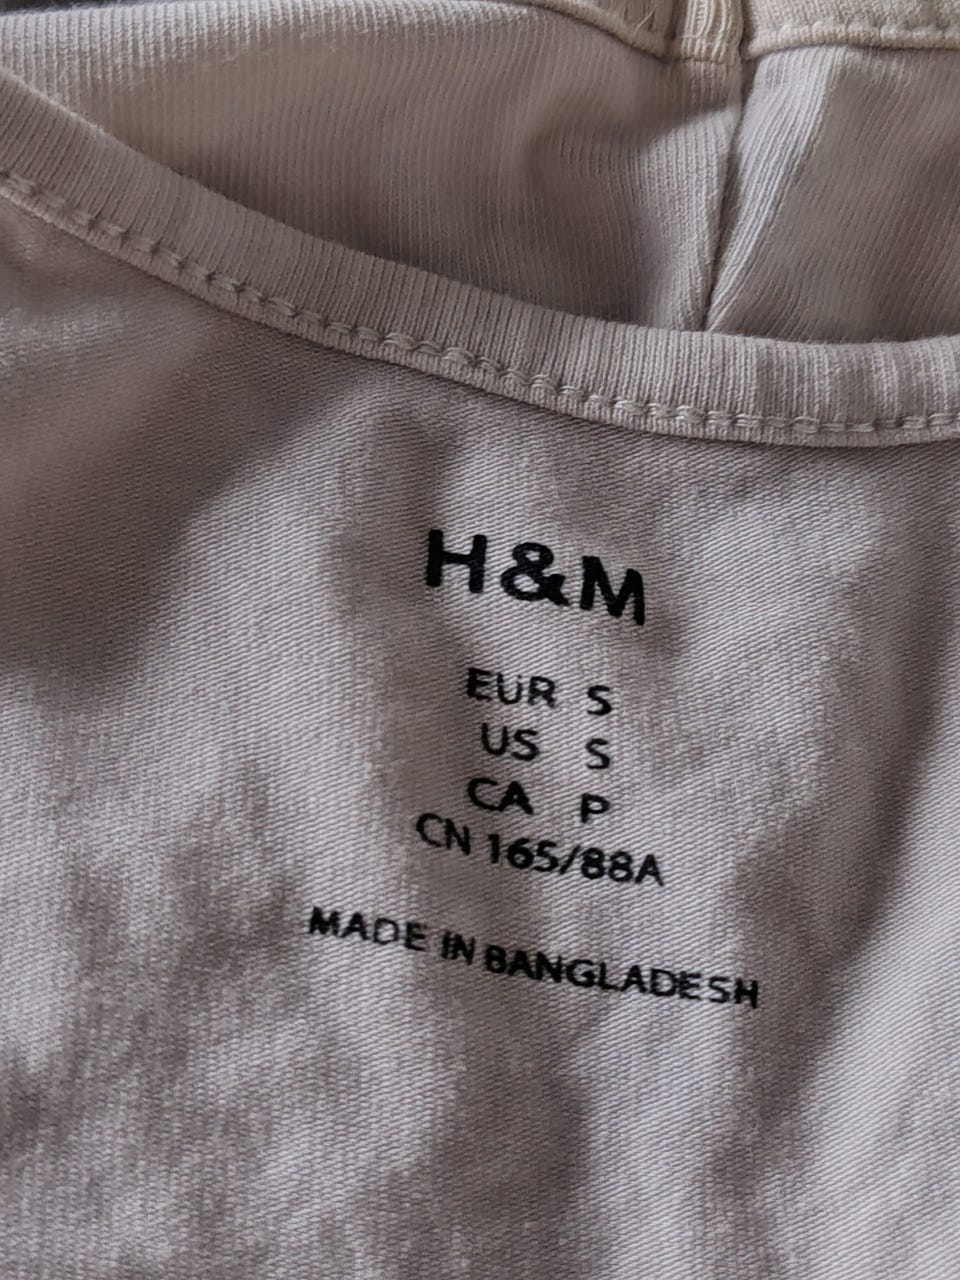 H&M
EUR S
US S
CA P
CN 165/88A
MADE IN BANGLADESH